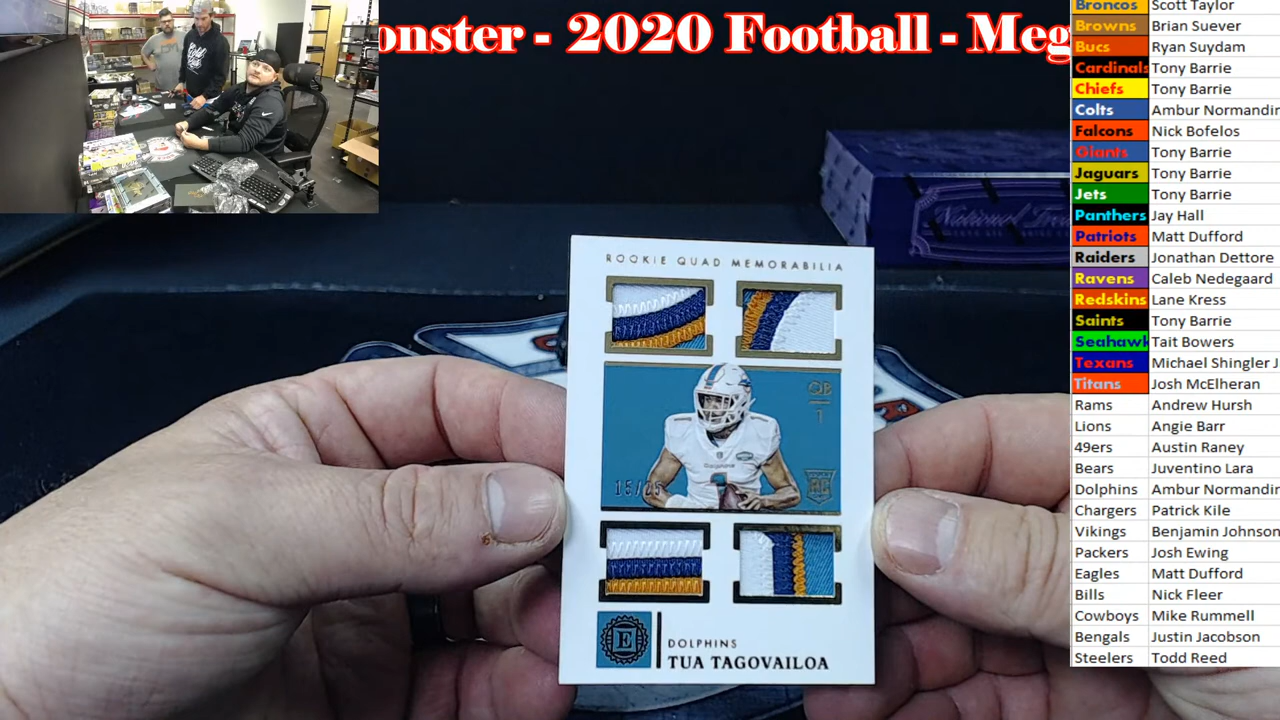 onster - 2020 Football - Meg
Broncos Scott Taylor
Browns Brian Suever
Bucs Ryan Suydam
Cardinals Tony Barrie
Chiefs Tony Barrie
Colts Ambur Normandin
Falcons Nick Bofelos
Giants Tony Barrie
Jaguars Tony Barrie
Jets Tony Barrie
Panthers Jay Hall
Patriots Matt Dufford
Raiders Jonathan Dettore
Ravens Caleb Nedegaard
Redskins Lane Kress
Saints Tony Barrie
Seahawk Tait Bowers
Texans Michael Shingler J
Titans Josh McElheran
Rams Andrew Hursh
Lions Angie Barr
49ers Austin Raney
Bears Juventino Lara
Dolphins Ambur Normandin
Chargers Patrick Kile
Vikings Benjamin Johnson
Packers Josh Ewing
Eagles Matt Dufford
Bills Nick Fleer
Cowboys Mike Rummell
Bengals Justin Jacobson
Steelers Todd Reed
National Trea
ROOKIE QUAD MEMORABILIA
QB
1
15/25
E
DOLPHINS
TUA TAGOVAILOA